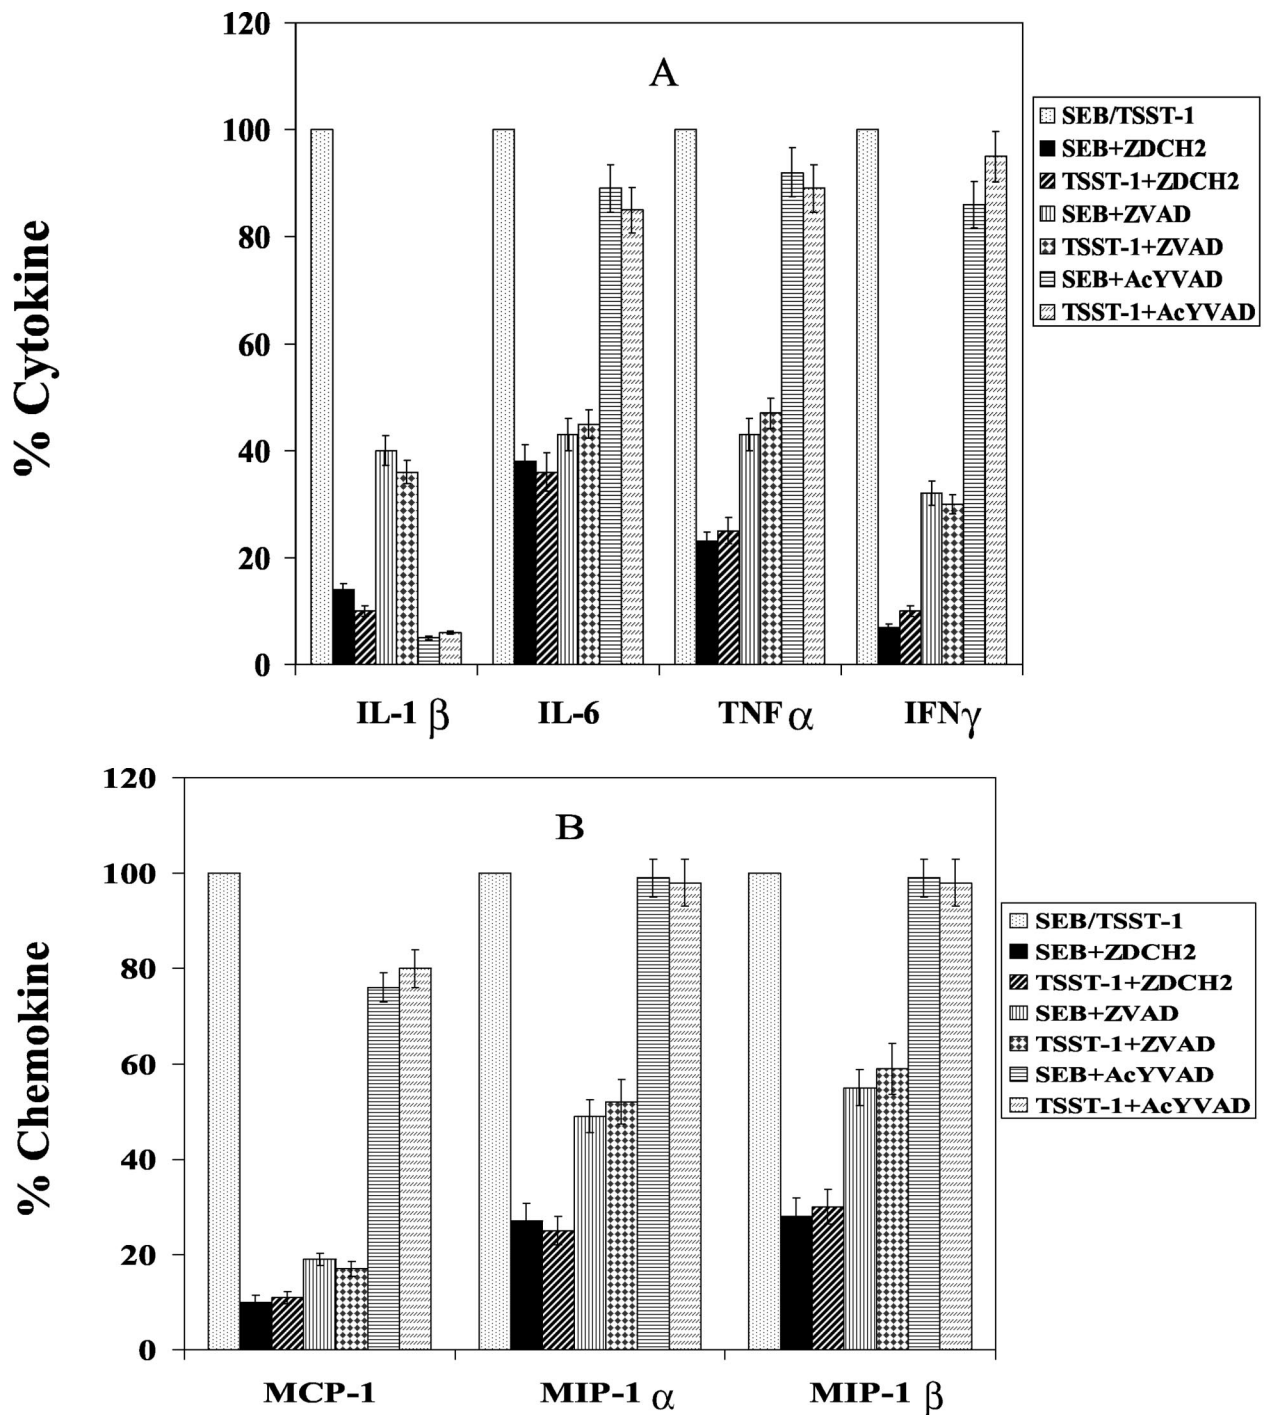 120
A
100
80
60
40
20
0
% Cytokine
IL-1 β IL-6 TNF α IFNγ
SEB/TSST-1
SEB+ZDCH2
TSST-1+ZDCH2
SEB+ZVAD
TSST-1+ZVAD
SEB+AcYVAD
TSST-1+AcYVAD
120
B
100
80
60
40
20
0
% Chemokine
MCP-1 MIP-1 α MIP-1 β
SEB/TSST-1
SEB+ZDCH2
TSST-1+ZDCH2
SEB+ZVAD
TSST-1+ZVAD
SEB+AcYVAD
TSST-1+AcYVAD